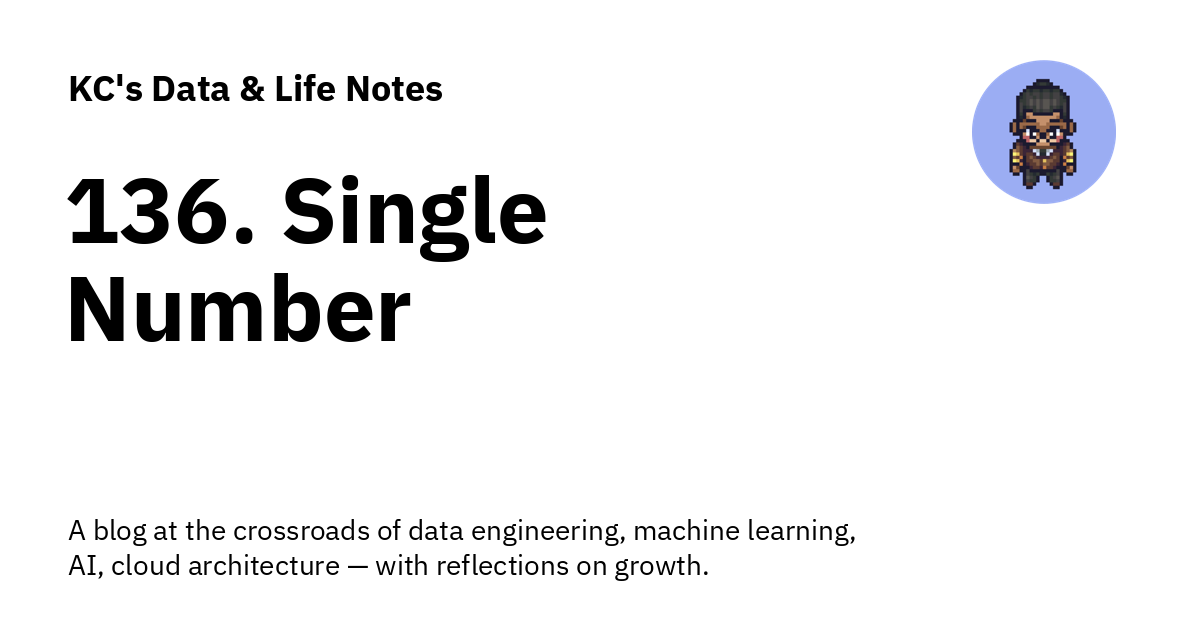 KC's Data & Life Notes
136. Single
Number
A blog at the crossroads of data engineering, machine learning,
AI, cloud architecture — with reflections on growth.